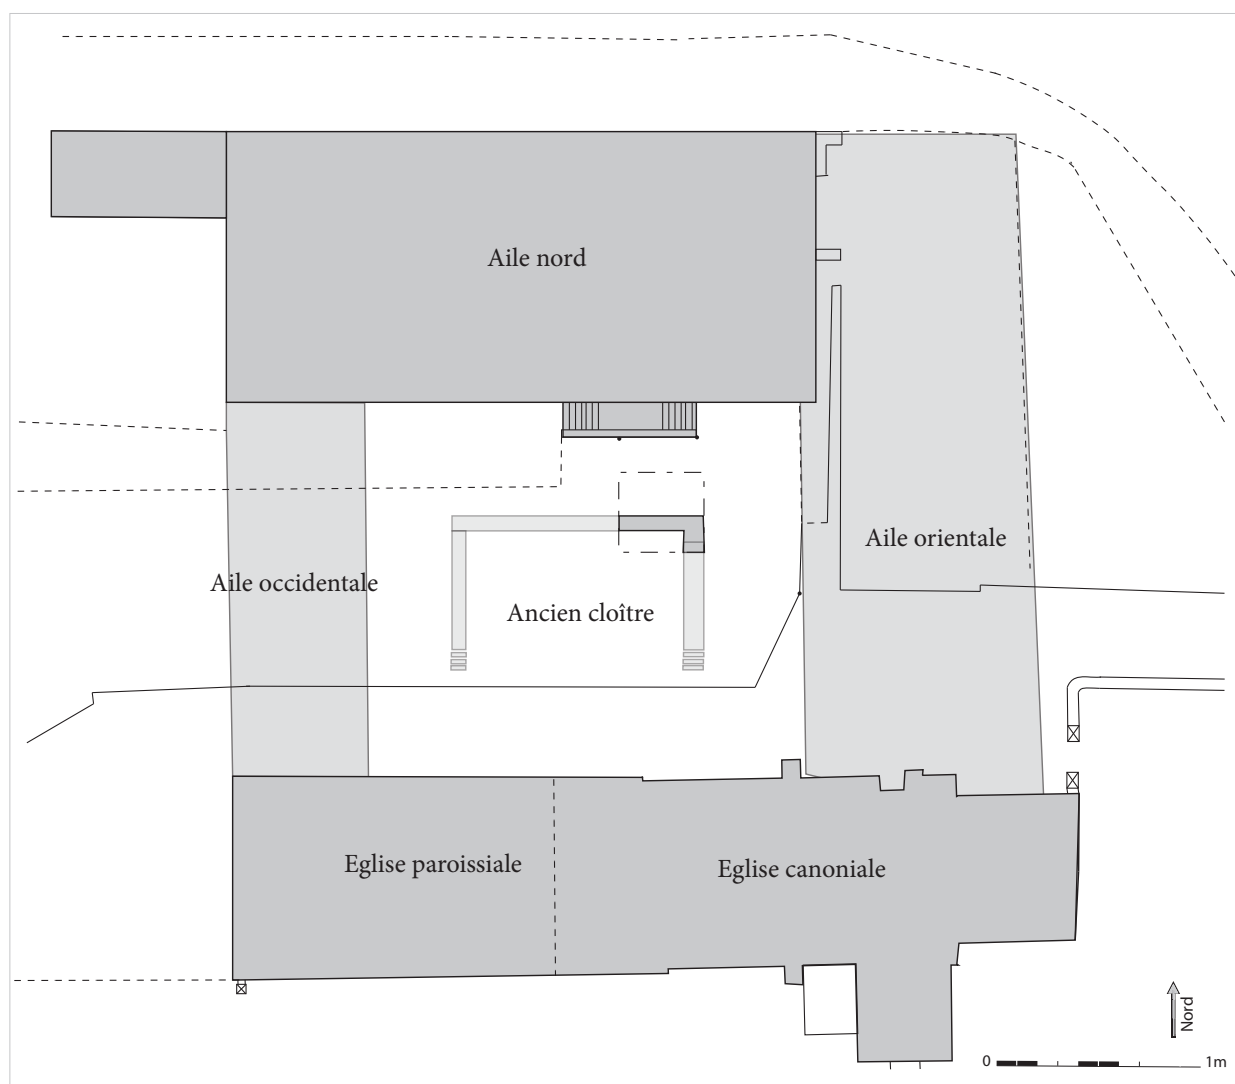 Aile nord
Aile orientale
Aile occidentale
Ancien cloître
Eglise paroissiale
Eglise canoniale
Nord
0 1m